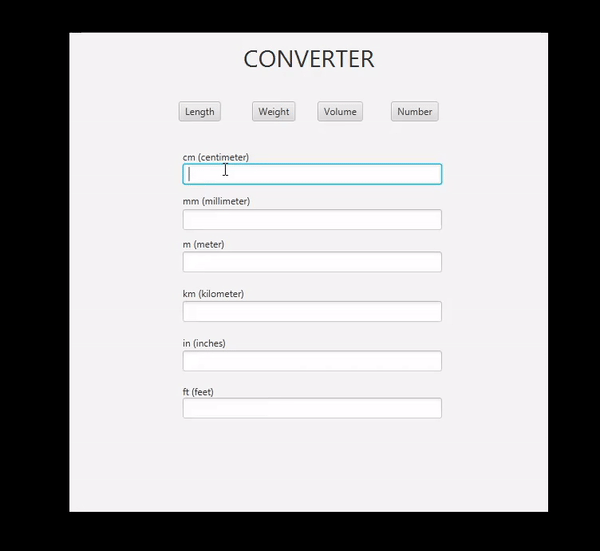 CONVERTER
Length Weight Volume Number
cm (centimeter)
mm (millimeter)
m (meter)
km (kilometer)
in (inches)
ft (feet)